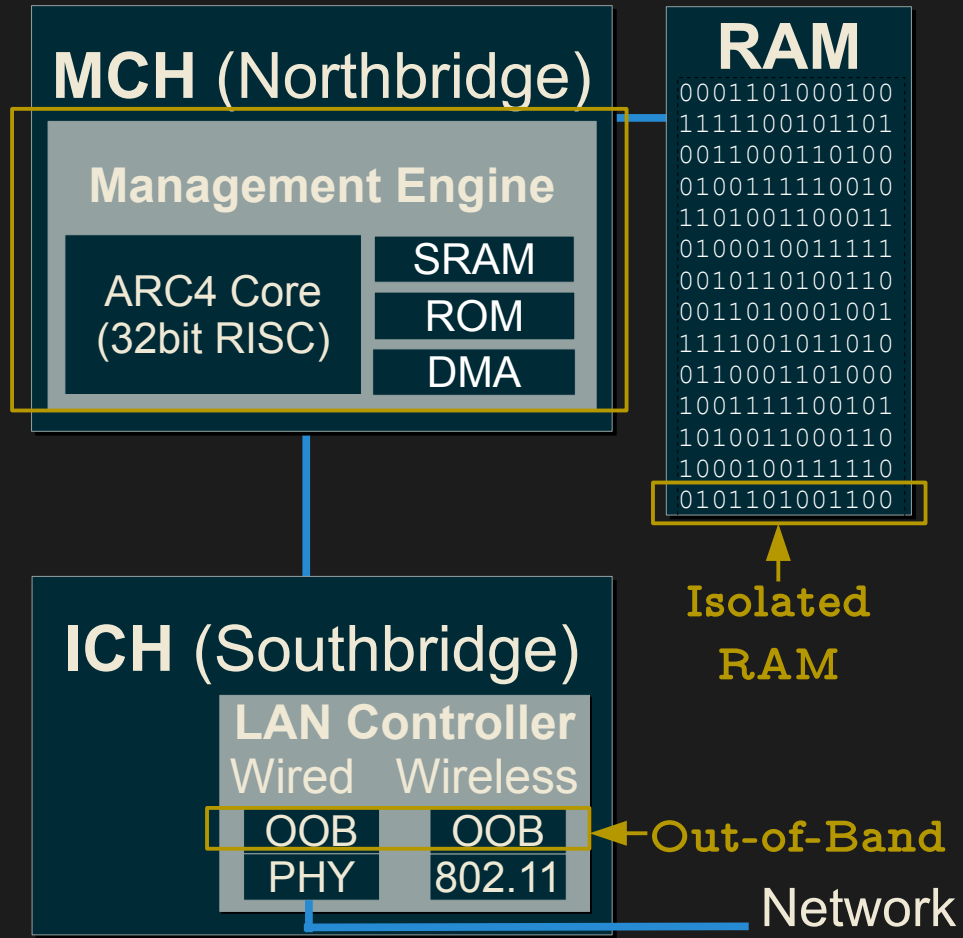 MCH (Northbridge)
Management Engine
ARC4 Core
(32bit RISC)
SRAM
ROM
DMA
RAM
0001101000100
1111100101101
0011000110100
0100111110010
1101001100011
0100010011111
0010110100110
0011010001001
1111001011010
0110001101000
1001111100101
1010011000110
1000100111110
0101101001100
Isolated
RAM
ICH (Southbridge)
LAN Controller
Wired Wireless
OOB OOB
PHY 802.11
Out-of-Band
Network